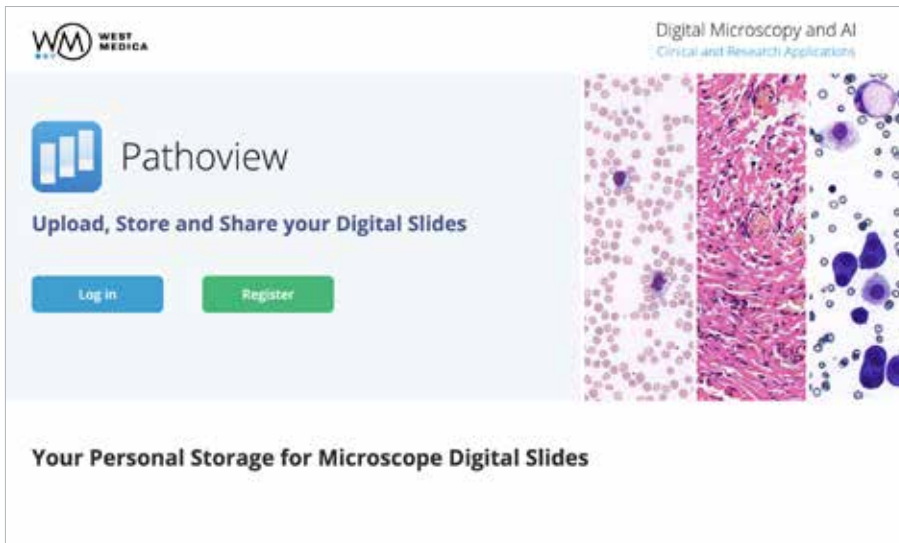 WM WEST
MEDICA
Digital Microscopy and AI
Clinical and Research Applications
Pathoview
Upload, Store and Share your Digital Slides
Log in
Register
Your Personal Storage for Microscope Digital Slides